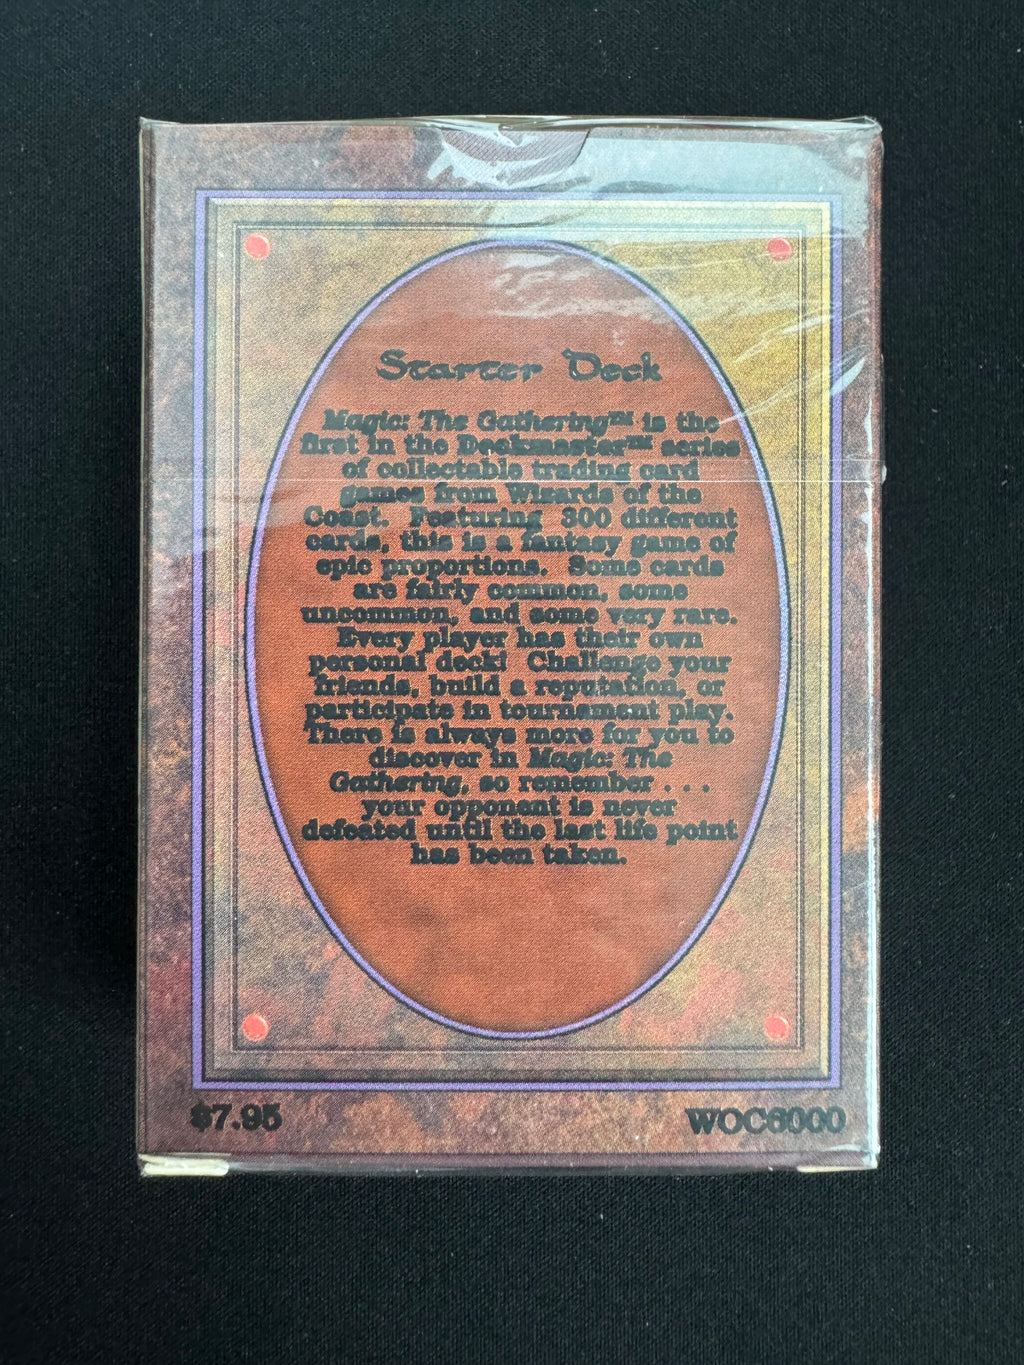 Starter Deck
Magic: The Gathering™ is the
first in the Deckmaster™ series
of collectable trading card
games from Wizards of the
Coast. Featuring 300 different
cards, this is a fantasy game of
epic proportions. Some cards
are fairly common, some
uncommon, and some very rare.
Every player has their own
personal deck! Challenge your
friends, build a reputation, or
participate in tournament play.
There is always more for you to
discover in Magic: The
Gathering, so remember . . .
your opponent is never
defeated until the last life point
has been taken.
$7.95
WOC6000